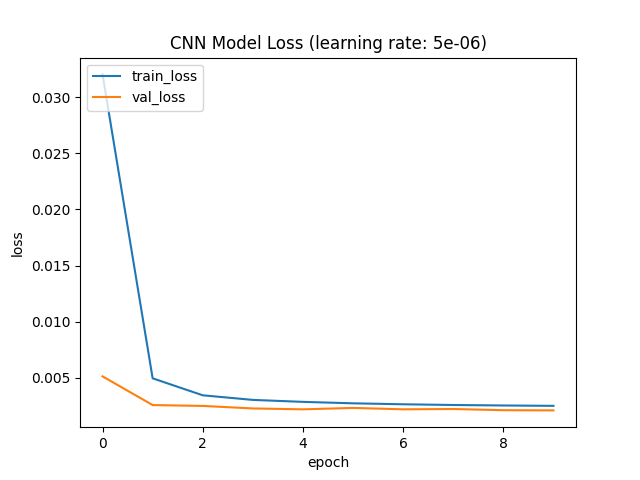 CNN Model Loss (learning rate: 5e-06)
train_loss
val_loss
0.030
0.025
0.020
0.015
0.010
0.005
loss
0 2 4 6 8
epoch